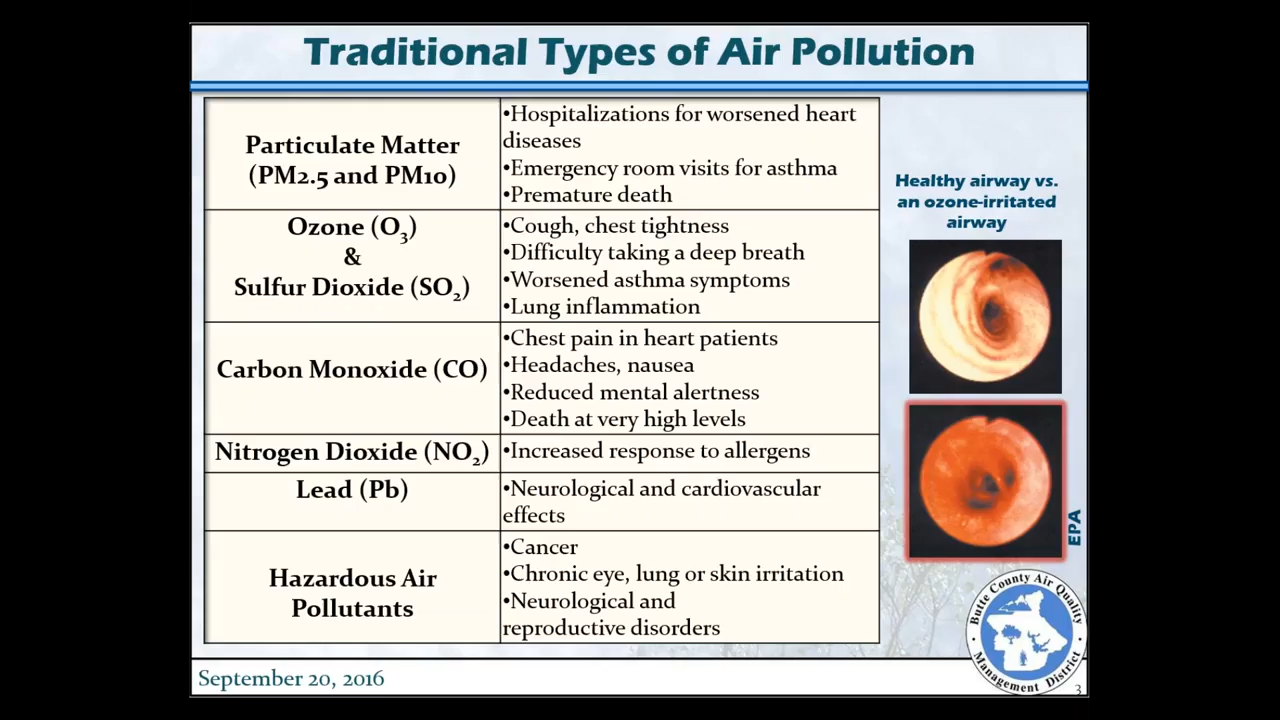 Traditional Types of Air Pollution
Particulate Matter
(PM2.5 and PM10)
•Hospitalizations for worsened heart
diseases
•Emergency room visits for asthma
•Premature death
Ozone (O₃)
&
Sulfur Dioxide (SO₂)
•Cough, chest tightness
•Difficulty taking a deep breath
•Worsened asthma symptoms
•Lung inflammation
Carbon Monoxide (CO)
•Chest pain in heart patients
•Headaches, nausea
•Reduced mental alertness
•Death at very high levels
Nitrogen Dioxide (NO₂)
•Increased response to allergens
Lead (Pb)
•Neurological and cardiovascular
effects
Hazardous Air
Pollutants
•Cancer
•Chronic eye, lung or skin irritation
•Neurological and
reproductive disorders
Healthy airway vs.
an ozone-irritated
airway
EPA
Butte County Air Quality
Management District
September 20, 2016
3